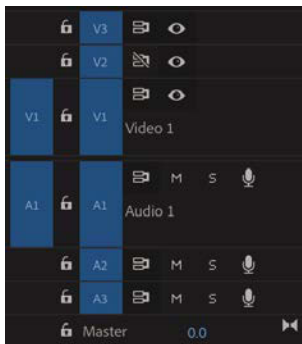 V3
V2
V1 V1 Video 1
A1 A1 M S Audio 1
A2 M S
A3 M S
Master 0.0